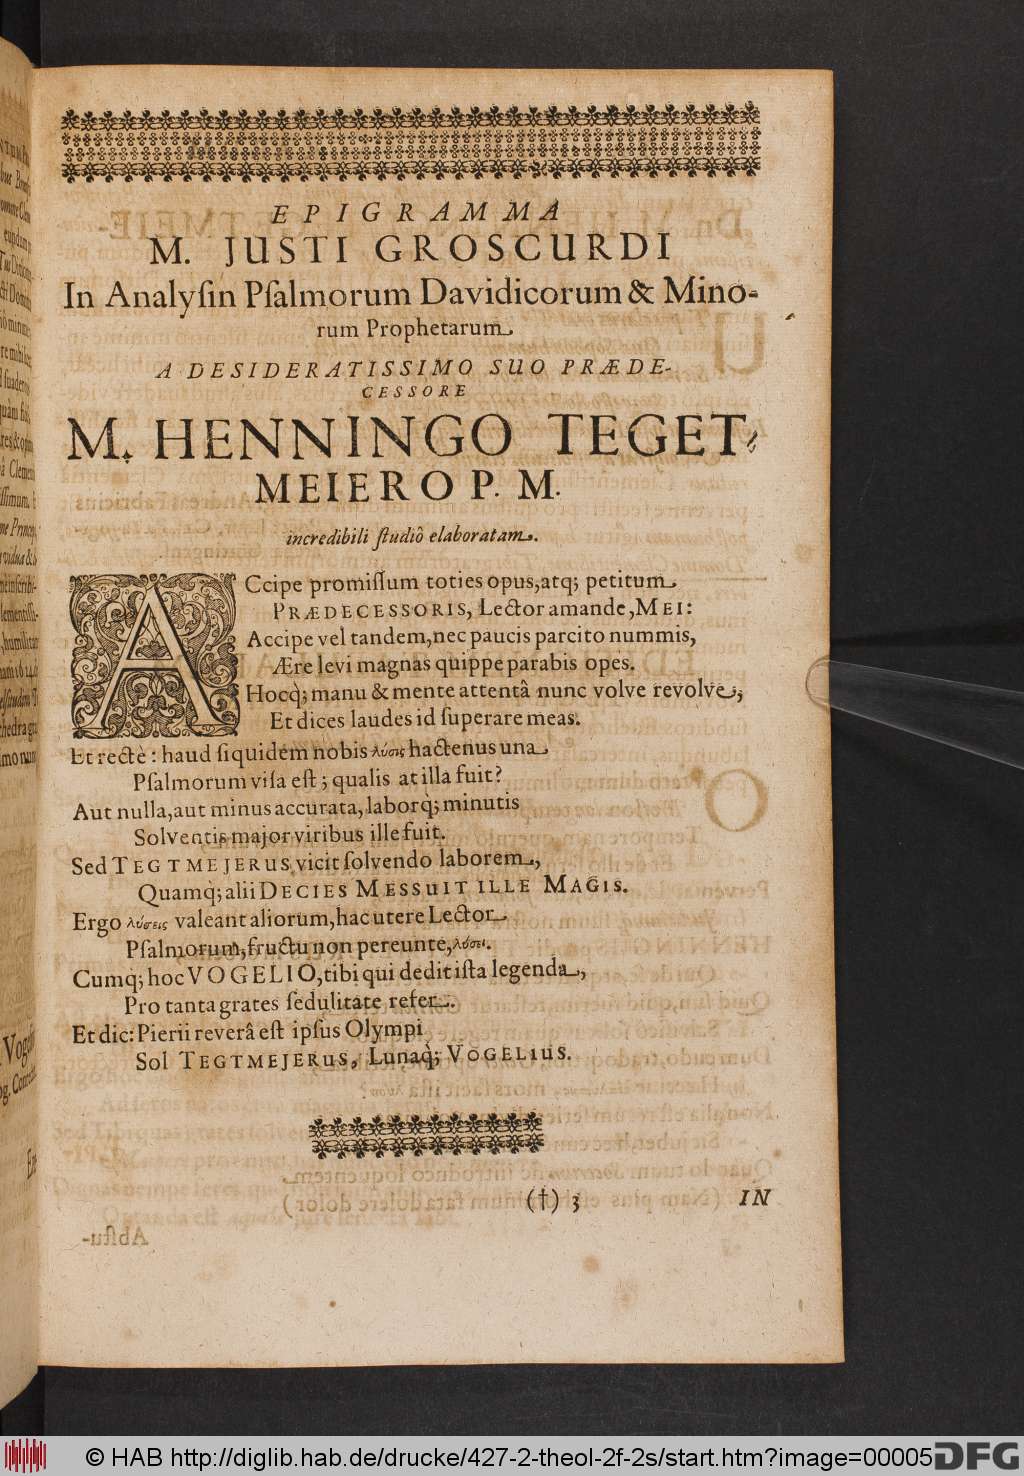 EPIGRAMMA
M. JUSTI GROSCURDI
In Analyſin Pſalmorum Davidicorum & Mino-
rum Prophetarum
A DESIDERATISSIMO SUO PRÆDE-
CESSORE
M. HENNINGO TEGET-
MEIERO P. M.
incredibili ſtudiô elaboratam.
ACcipe promiſſum toties opus, atq; petitum
PRÆDECESSORIS, Lector amande, MEI:
Accipe vel tandem, nec paucis parcito nummis,
Ære levi magnas quippe parabis opes.
Hocq́; manu & mente attentâ nunc volve revolve,
Et dices laudes id ſuperare meas.
Et rectè: haud ſiquidem nobis λύσις hactenus una
Pſalmorum viſa eſt; qualis at illa fuit?
Aut nulla, aut minus accurata, laborq́; minutis
Solventis major viribus ille fuit.
Sed TEGTMEJERUS vicit ſolvendo laborem,
Quamq́; alii DECIES MESSUIT ILLE MAGIS.
Ergo λύσεις valeant aliorum, hac utere Lector
Pſalmorum, fructu non pereunte, λύσει.
Cumq́; hoc VOGELIO, tibi qui dedit iſta legenda,
Pro tanta grates ſedulitate refer.
Et dic: Pierii reverâ eſt ipſus Olympi
Sol TEGTMEJERUS, Lunaq́; VOGELIUS.
(†) 3
IN
© HAB http://diglib.hab.de/drucke/427-2-theol-2f-2s/start.htm?image=00005
DFG